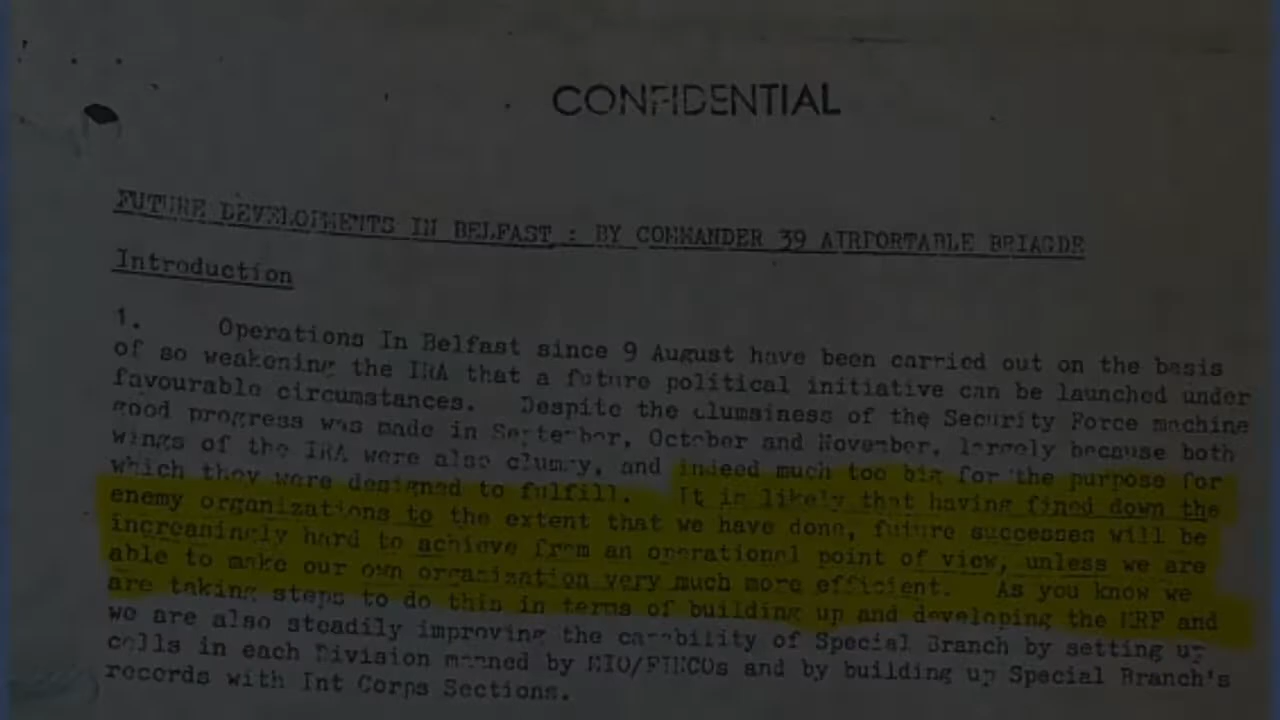 CONFIDENTIAL
FUTURE DEVELOPMENTS IN BELFAST : BY COMMANDER 39 AIRPORTABLE BRIAGDE
Introduction
1. Operations In Belfast since 9 August have been carried out on the basis
of so weakening the IRA that a future political initiative can be launched under
favourable circumstances. Despite the clumsiness of the Security Force machine
good progress was made in September, October and November, largely because both
wings of the IRA were also clumsy, and indeed much too big for the purpose for
which they were designed to fulfill. It is likely that having fined down the
enemy organizations to the extent that we have done, future successes will be
increaningly hard to achieve from an operational point of view, unless we are
able to make our own organisation very much more efficient. As you know we
are taking steps to do this in terms of building up and developing the MRF and
we are also steadily improving the capability of Special Branch by setting up
cells in each Division manned by MIO/FINCOs and by building up Special Branch's
records with Int Corps Sections.